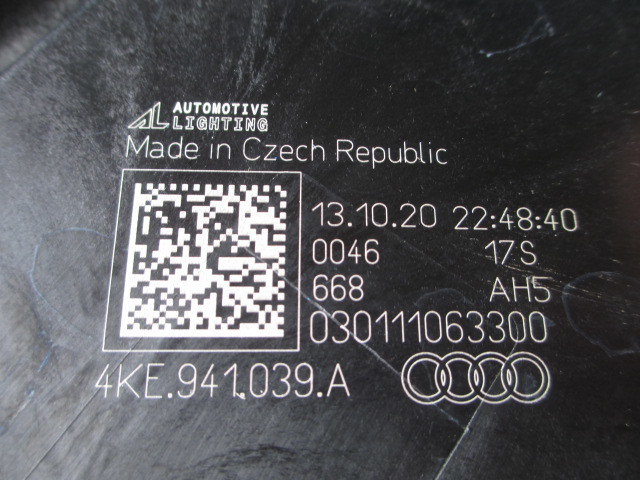 AL AUTOMOTIVE
LIGHTING
Made in Czech Republic
13.10.20 22:48:40
0046 17S
668 AH5
030111063300
4KE.941.039.A